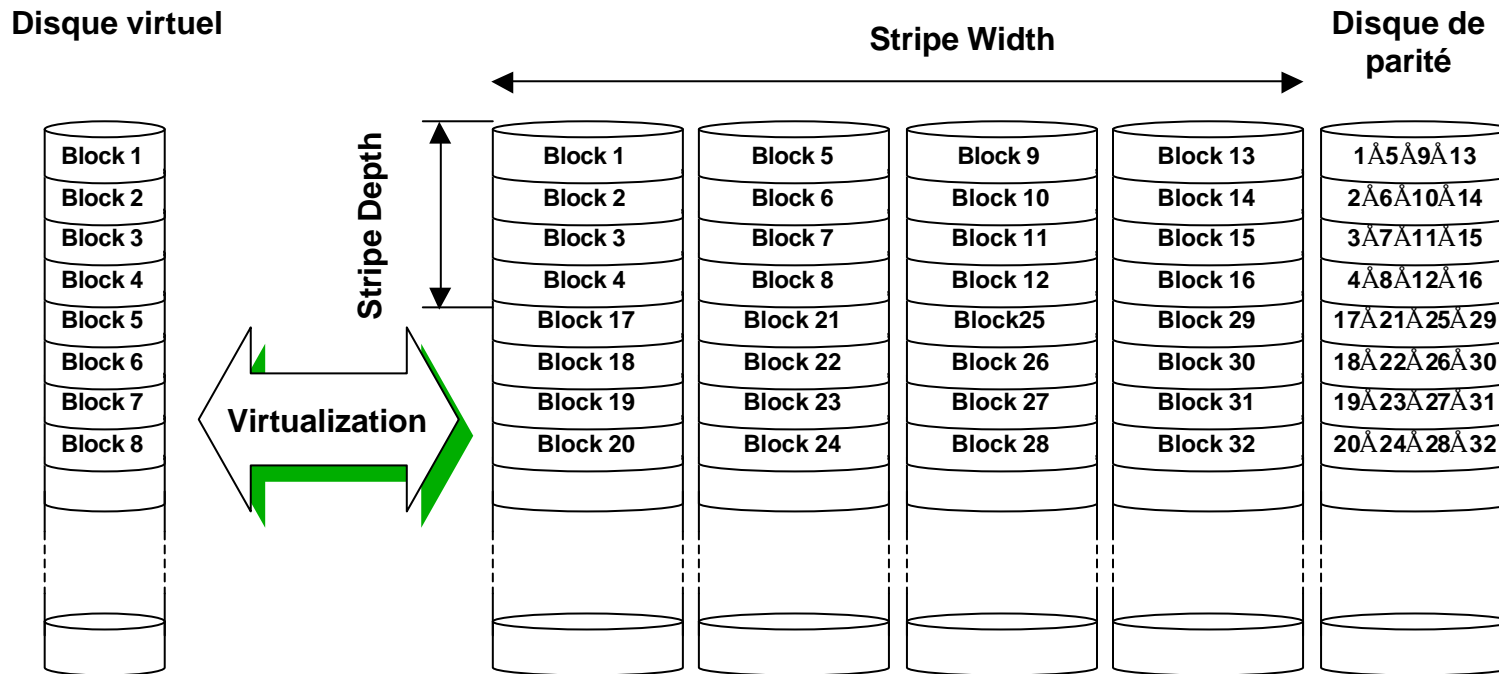 Disque virtuel
Stripe Width
Disque de
parité
Stripe Depth
Block 1
Block 2
Block 3
Block 4
Block 5
Block 6
Block 7
Block 8
Virtualization
Block 1 Block 5 Block 9 Block 13 1Å5Å9Å13
Block 2 Block 6 Block 10 Block 14 2Å6Å10Å14
Block 3 Block 7 Block 11 Block 15 3Å7Å11Å15
Block 4 Block 8 Block 12 Block 16 4Å8Å12Å16
Block 17 Block 21 Block25 Block 29 17Å21Å25Å29
Block 18 Block 22 Block 26 Block 30 18Å22Å26Å30
Block 19 Block 23 Block 27 Block 31 19Å23Å27Å31
Block 20 Block 24 Block 28 Block 32 20Å24Å28Å32